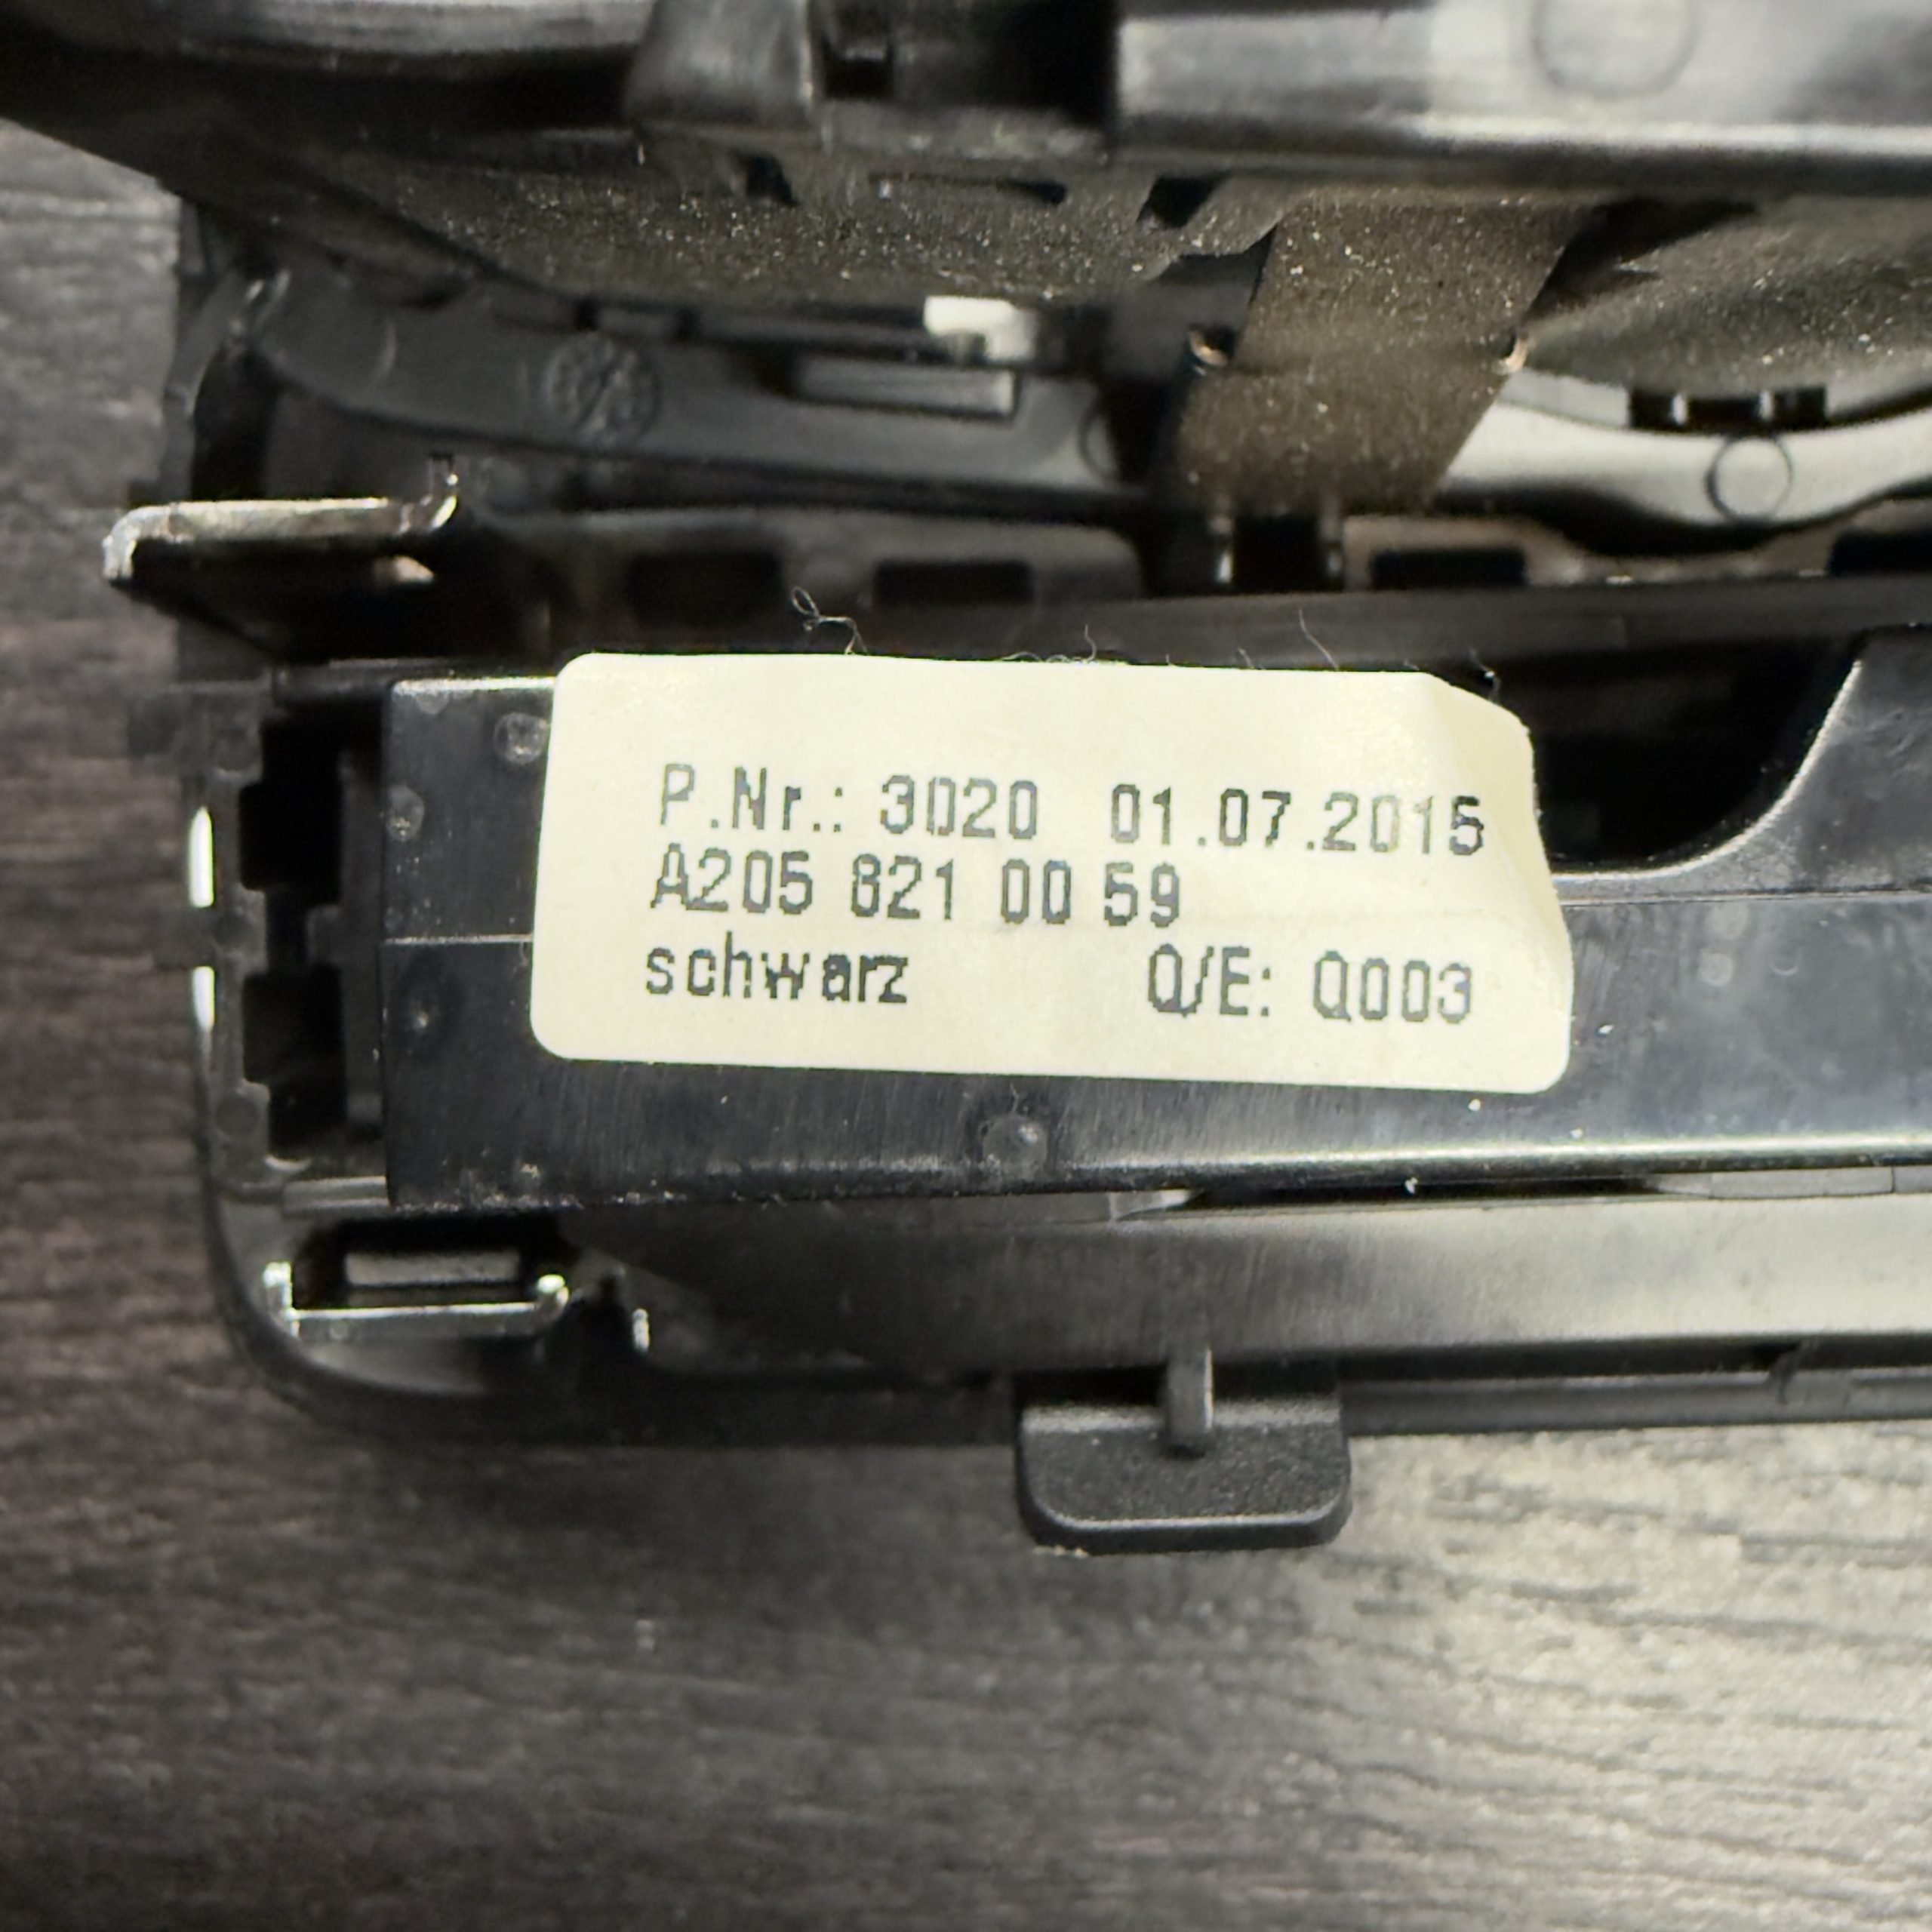 P.Nr.: 3020 01.07.2015
A205 821 00 59
schwarz Q/E: Q003